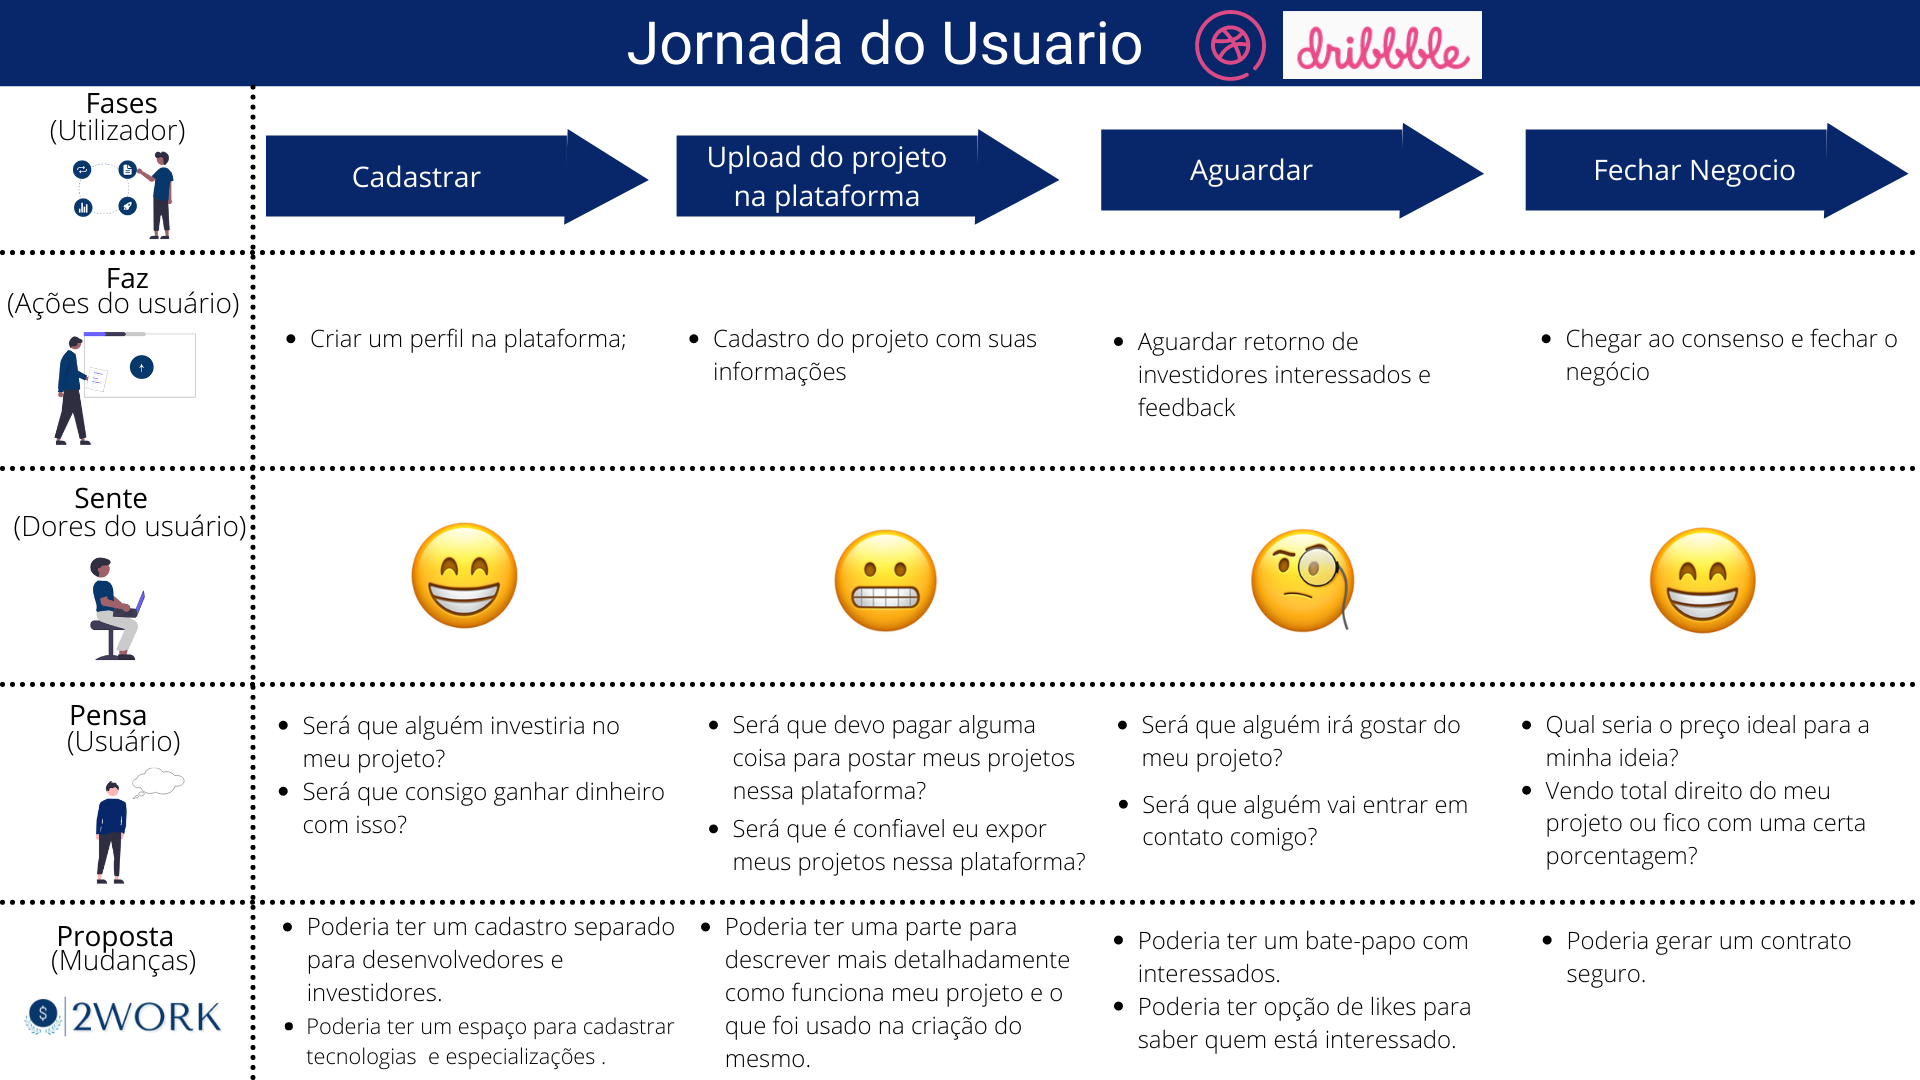 Jornada do Usuario
dribbble
Fases
(Utilizador)
Cadastrar
Upload do projeto
na plataforma
Aguardar
Fechar Negocio
Faz
(Ações do usuário)
Criar um perfil na plataforma;
Cadastro do projeto com suas
informações
Aguardar retorno de
investidores interessados e
feedback
Chegar ao consenso e fechar o
negócio
Sente
(Dores do usuário)
Pensa
(Usuário)
Será que alguém investiria no
meu projeto?
Será que consigo ganhar dinheiro
com isso?
Será que devo pagar alguma
coisa para postar meus projetos
nessa plataforma?
Será que é confiavel eu expor
meus projetos nessa plataforma?
Será que alguém irá gostar do
meu projeto?
Será que alguém vai entrar em
contato comigo?
Qual seria o preço ideal para a
minha ideia?
Vendo total direito do meu
projeto ou fico com uma certa
porcentagem?
Proposta
(Mudanças)
$ 2WORK
Poderia ter um cadastro separado
para desenvolvedores e
investidores.
Poderia ter um espaço para cadastrar
tecnologias  e especializações .
Poderia ter uma parte para
descrever mais detalhadamente
como funciona meu projeto e o
que foi usado na criação do
mesmo.
Poderia ter um bate-papo com
interessados.
Poderia ter opção de likes para
saber quem está interessado.
Poderia gerar um contrato
seguro.